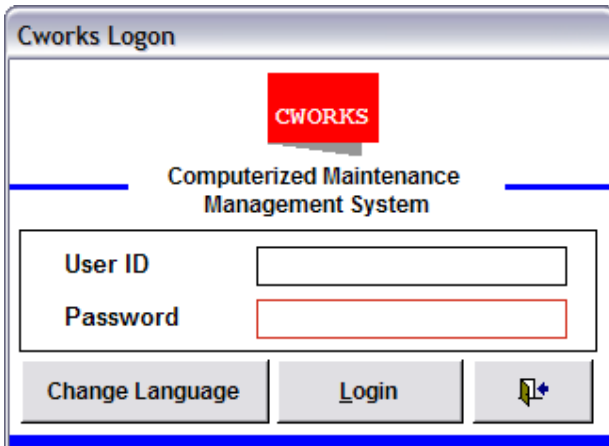 Cworks Logon
CWORKS
Computerized Maintenance
Management System
User ID
Password
Change Language
Login